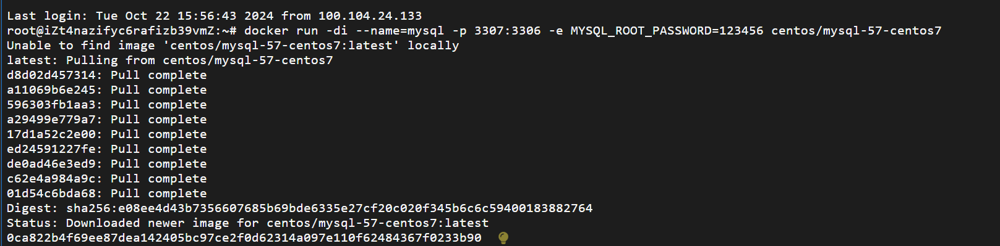 Last login: Tue Oct 22 15:56:43 2024 from 100.104.24.133
root@iZt4nazifyc6rafizb39vmZ:~# docker run -di --name=mysql -p 3307:3306 -e MYSQL_ROOT_PASSWORD=123456 centos/mysql-57-centos7
Unable to find image 'centos/mysql-57-centos7:latest' locally
latest: Pulling from centos/mysql-57-centos7
d8d02d457314: Pull complete
a11069b6e245: Pull complete
596303fb1aa3: Pull complete
a29499e779a7: Pull complete
17d1a52c2e00: Pull complete
ed24591227fe: Pull complete
de0ad46e3ed9: Pull complete
c62e4a984a9c: Pull complete
01d54c6bda68: Pull complete
Digest: sha256:e08ee4d43b7356607685b69bde6335e27cf20c020f345b6c6c59400183882764
Status: Downloaded newer image for centos/mysql-57-centos7:latest
0ca822b4f69ee87dea142405bc97ce2f0d62314a097e110f62484367f0233b90